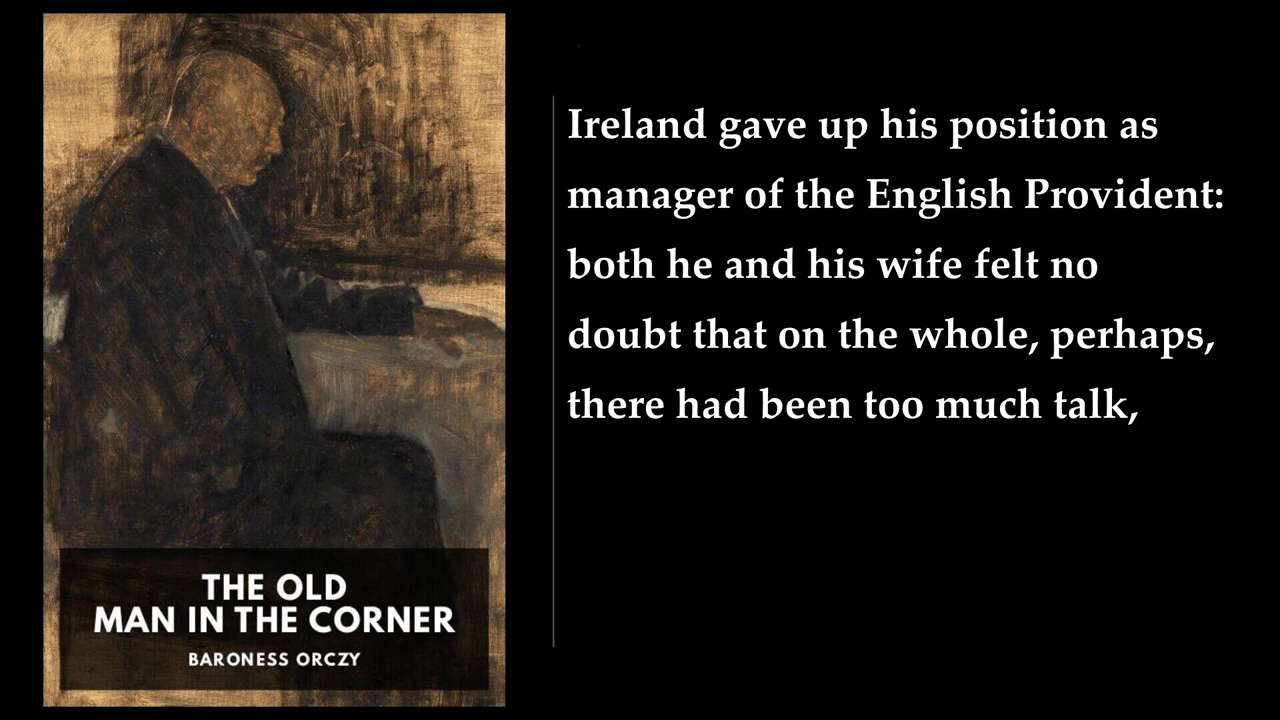 THE OLD
MAN IN THE CORNER
BARONESS ORCZY
Ireland gave up his position as
manager of the English Provident:
both he and his wife felt no
doubt that on the whole, perhaps,
there had been too much talk,